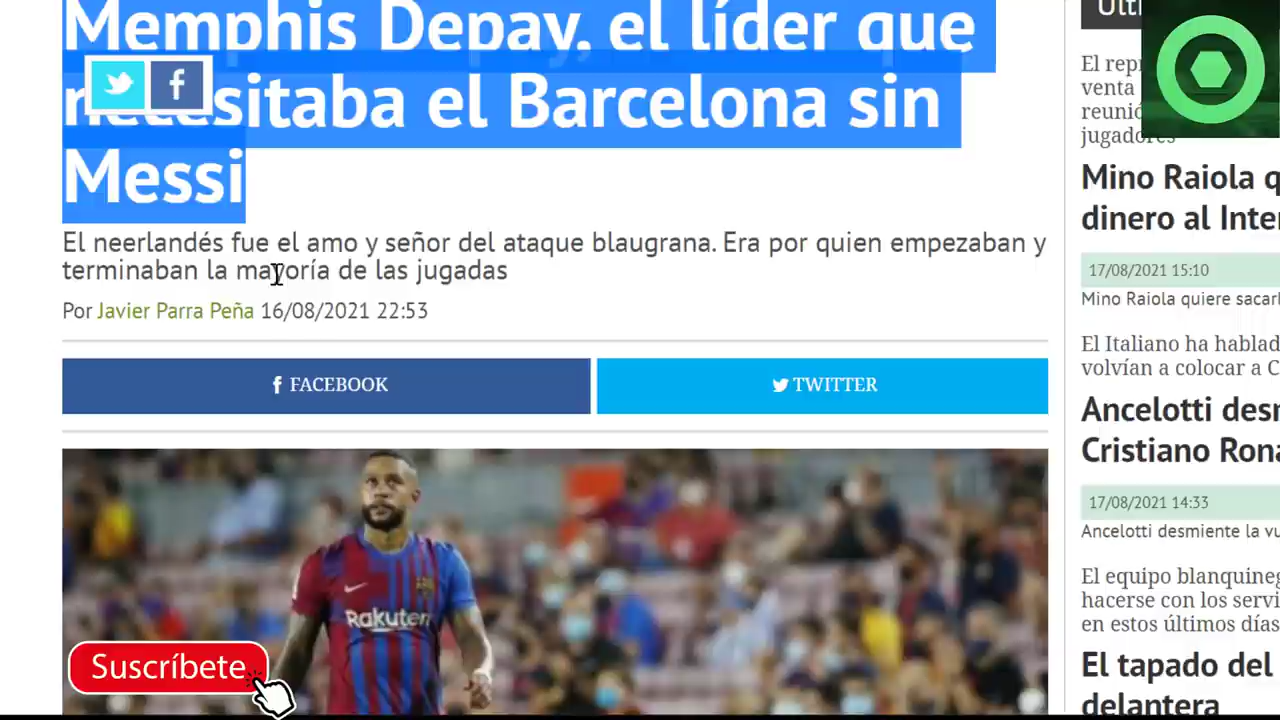 Memphis Depay, el líder que
necesitaba el Barcelona sin
Messi
El neerlandés fue el amo y señor del ataque blaugrana. Era por quien empezaban y
terminaban la mayoría de las jugadas
Por Javier Parra Peña 16/08/2021 22:53
FACEBOOK
TWITTER
Rakuten
Suscríbete
El
venta
jugadores
Mino Raiola q
dinero al Inte
17/08/2021 15:10
Mino Raiola quiere sacar
El Italiano ha hablad
volvían a colocar a C
Ancelotti des
Cristiano Rona
17/08/2021 14:33
Ancelotti desmiente la vu
El equipo blanquineg
hacerse con los servi
en estos últimos días
El tapado del
delantera